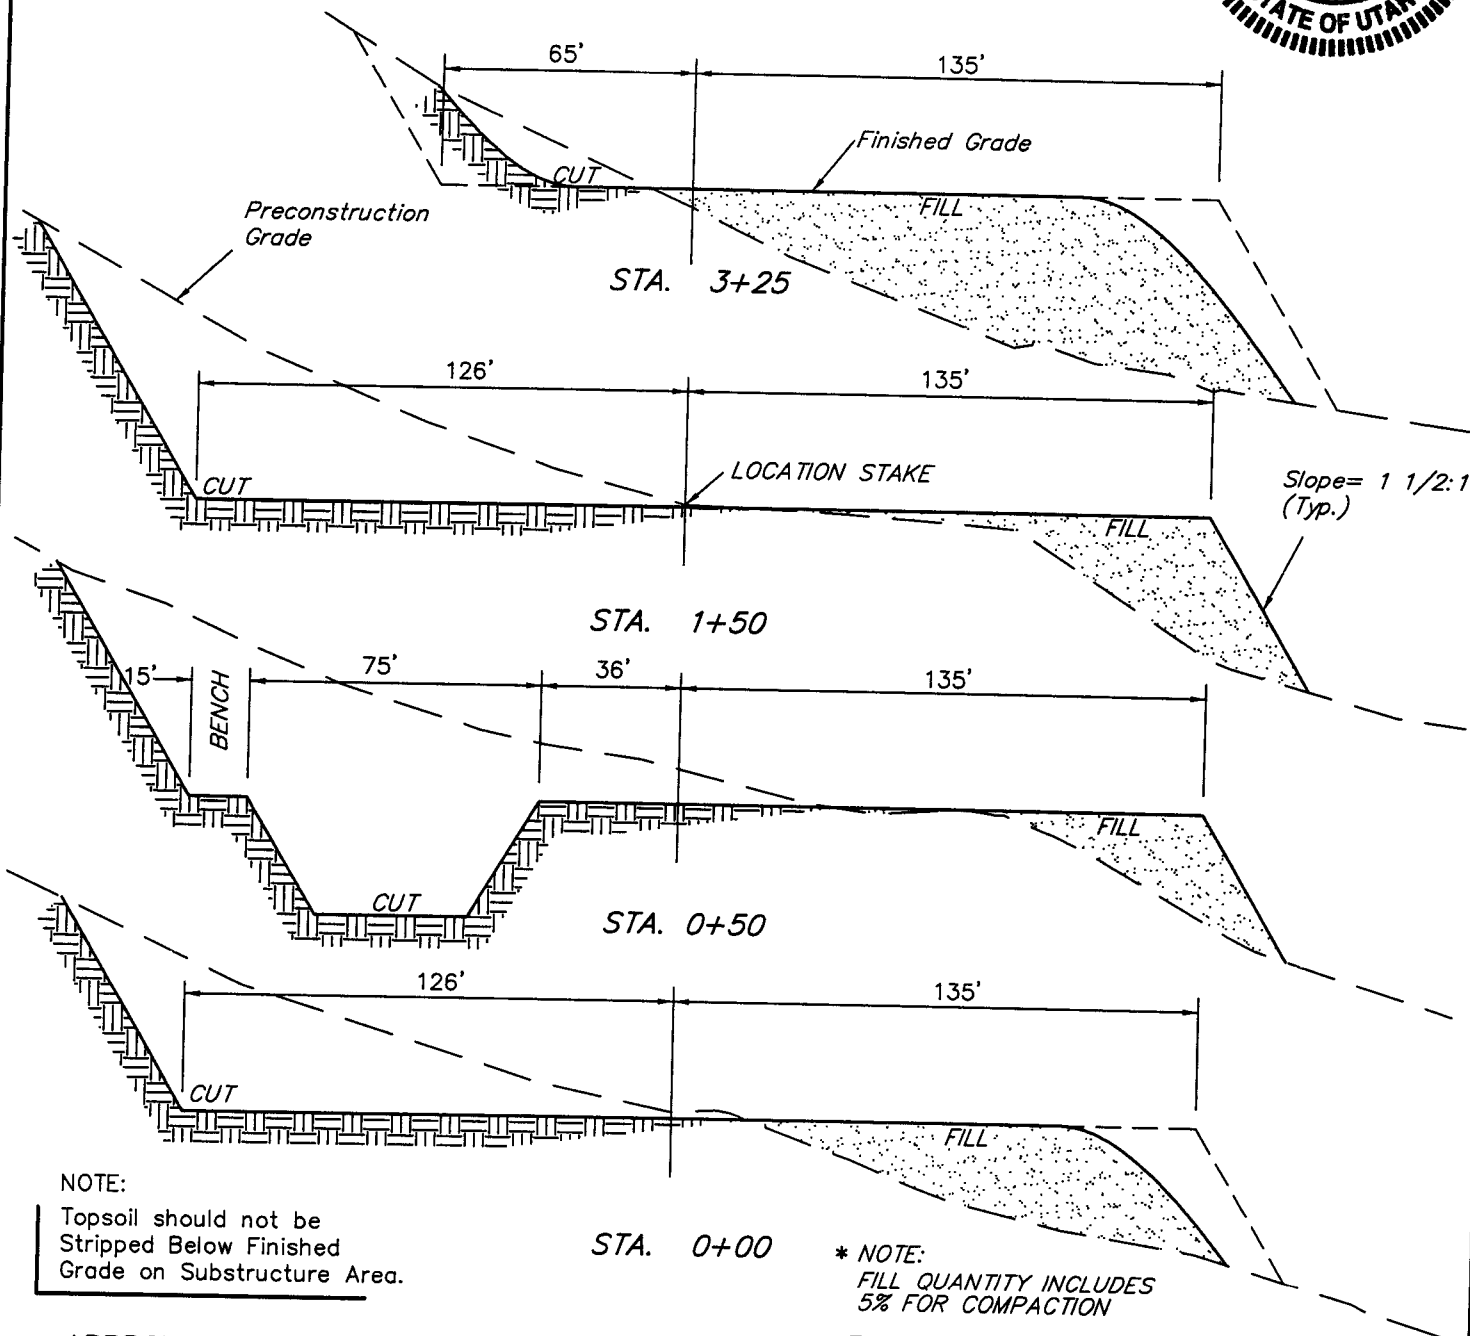 STATE OF UTAH
65'
135'
Finished Grade
CUT
FILL
Preconstruction
Grade
STA. 3+25
126'
135'
LOCATION STAKE
CUT
Slope= 1 1/2:1
(Typ.)
FILL
STA. 1+50
15'
BENCH
75'
36'
135'
FILL
CUT
STA. 0+50
126'
135'
CUT
FILL
NOTE:
Topsoil should not be
Stripped Below Finished
Grade on Substructure Area.
STA. 0+00
* NOTE:
FILL QUANTITY INCLUDES
5% FOR COMPACTION